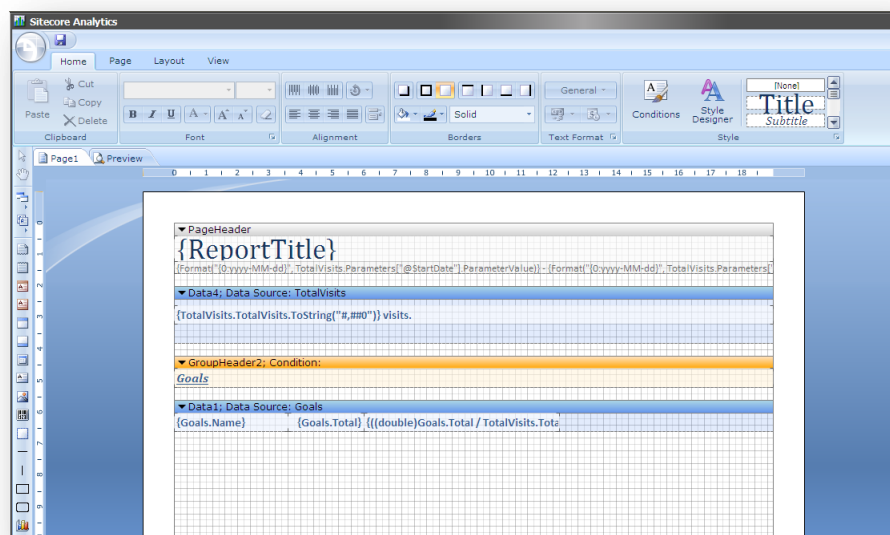 Sitecore Analytics
Home Page Layout View
Cut
Copy
Paste
Delete
B I U A A A
General
Solid
Conditions
Style
Designer
[None]
Title
Subtitle
Clipboard Font Alignment Borders Text Format Style
Page1 Preview
0 1 2 3 4 5 6 7 8 9 10 11 12 13 14 15 16 17 18
PageHeader
{ReportTitle}
{Format("{0:yyyy-MM-dd}", TotalVisits.Parameters["@StartDate"].ParameterValue)} - {Format("{0:yyyy-MM-dd}", TotalVisits.Parameters["
Data4; Data Source: TotalVisits
{TotalVisits.TotalVisits.ToString("#,##0")} visits.
GroupHeader2; Condition:
Goals
Data1; Data Source: Goals
{Goals.Name} {Goals.Total} {((double)Goals.Total / TotalVisits.Tota